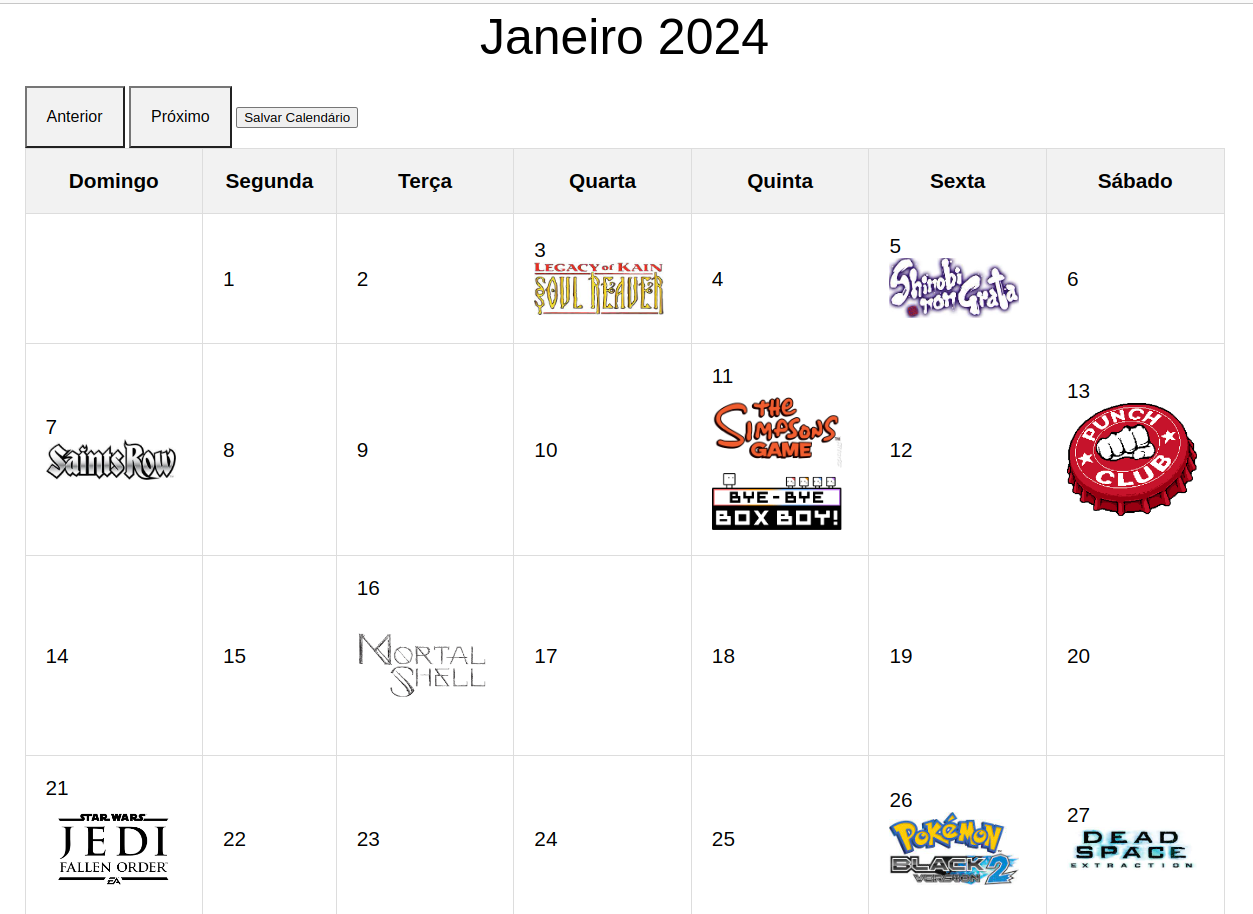 Janeiro 2024
Anterior Próximo Salvar Calendário
Domingo Segunda Terça Quarta Quinta Sexta Sábado
1 2 3 4 5 6
LEGACY of KAIN
SOUL REAVER
Shinobi
non Grata
7 8 9 10 11 12 13
Saints Row
THE
SIMPSONS
GAME
BYE-BYE
BOX BOY!
PUNCH
CLUB
14 15 16 17 18 19 20
MORTAL
SHELL
21 22 23 24 25 26 27
STAR WARS
JEDI
FALLEN ORDER
EA
POKéMON
BLACK 2
VERSION
DEAD
SPACE
EXTRACTION